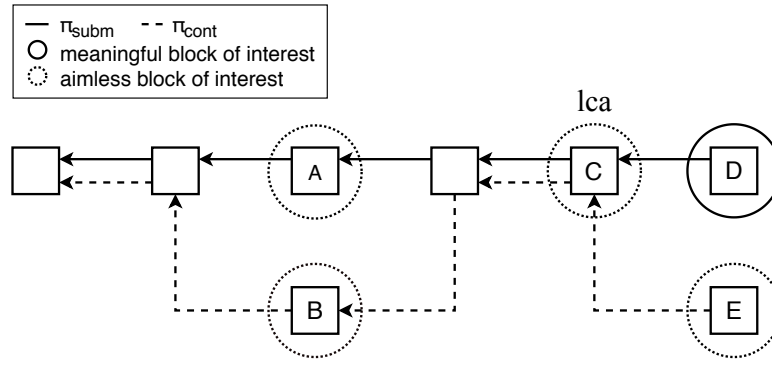 π_subm π_cont
meaningful block of interest
aimless block of interest
lca
A C D
B E